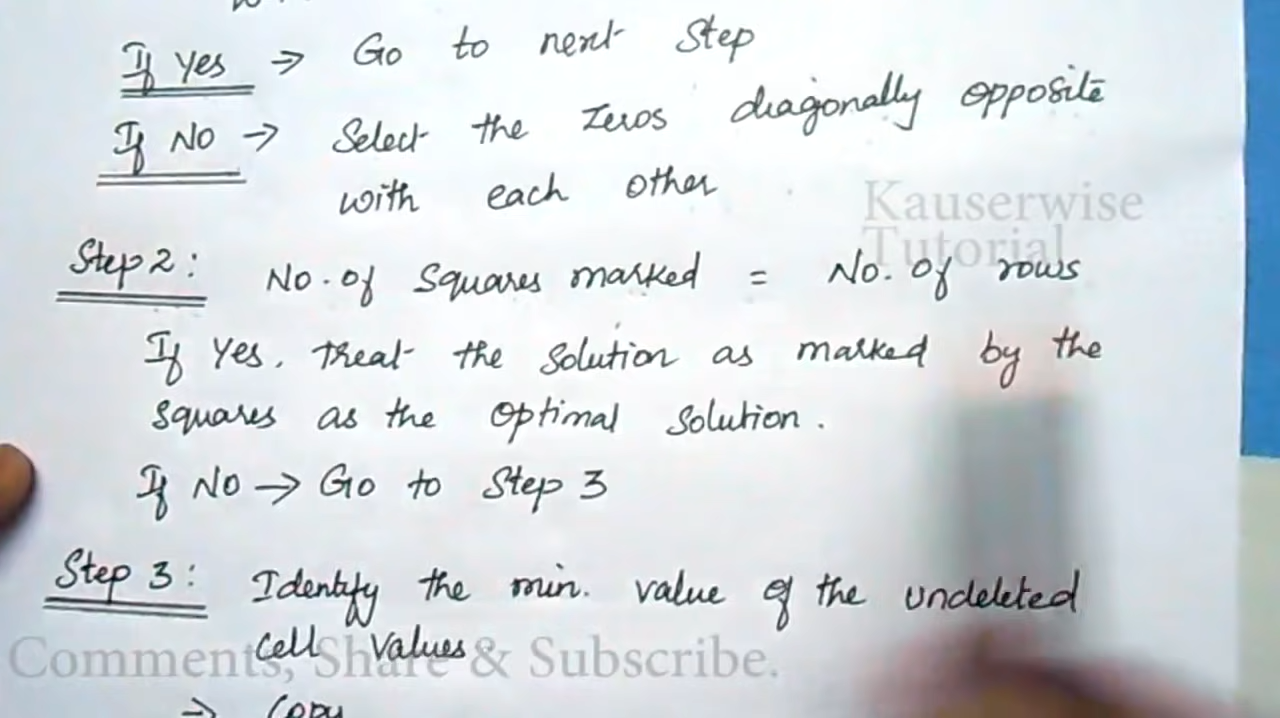 If Yes → Go to next Step
If No → Select the zeros diagonally opposite
with each other
Kauserwise
Tutorial
Step 2: No. of Squares marked = No. of rows
If Yes, treat the solution as marked by the
squares as the optimal solution.
If No → Go to Step 3
Step 3: Identify the min. value of the undeleted
cell values
Comments, Share & Subscribe.
→ Copy